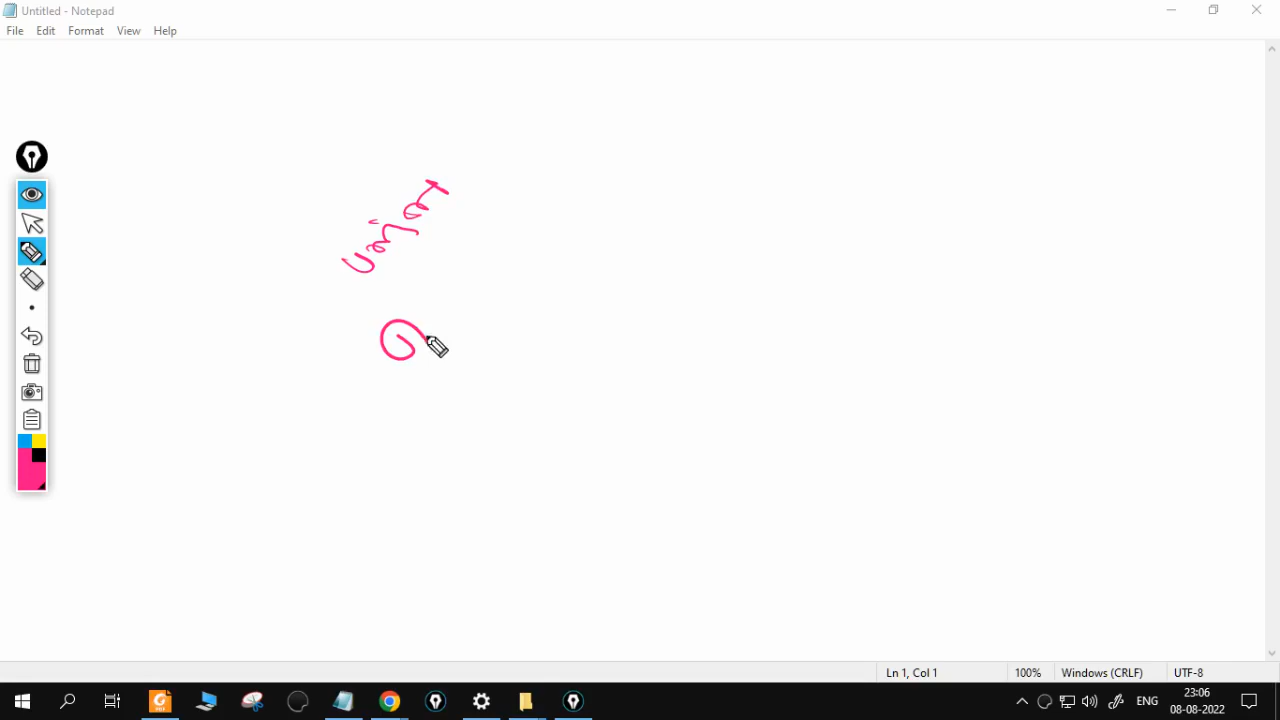 Untitled - Notepad
File Edit Format View Help
Ln 1, Col 1 100% Windows (CRLF) UTF-8
ENG
23:06
08-08-2022